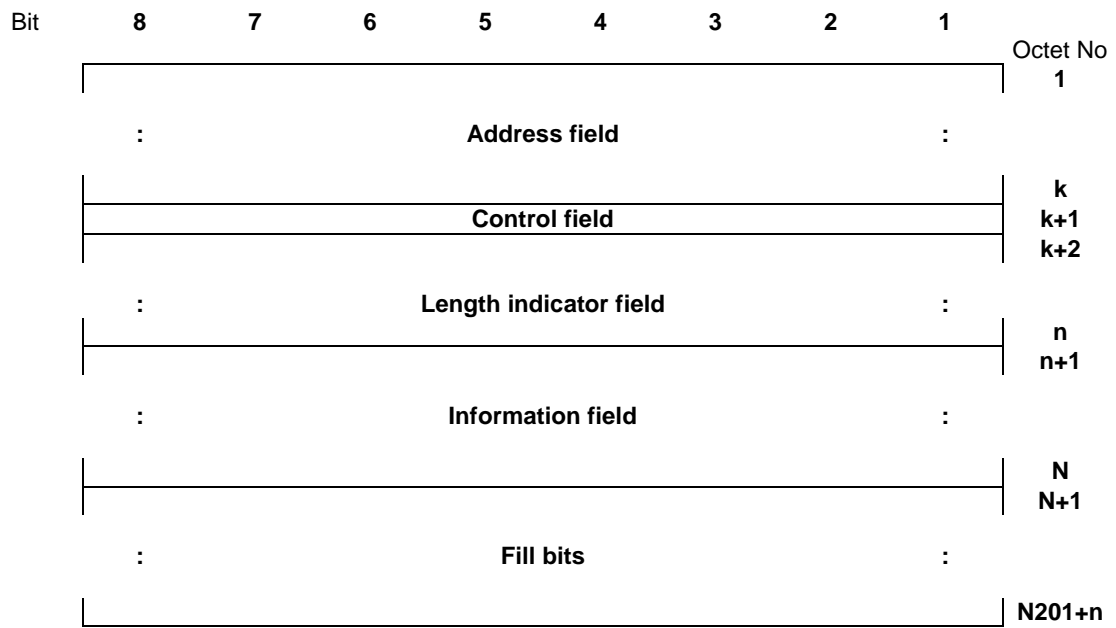 Bit 8 7 6 5 4 3 2 1
Octet No
1
: Address field :
k
Control field k+1
k+2
: Length indicator field :
n
n+1
: Information field :
N
N+1
: Fill bits :
N201+n